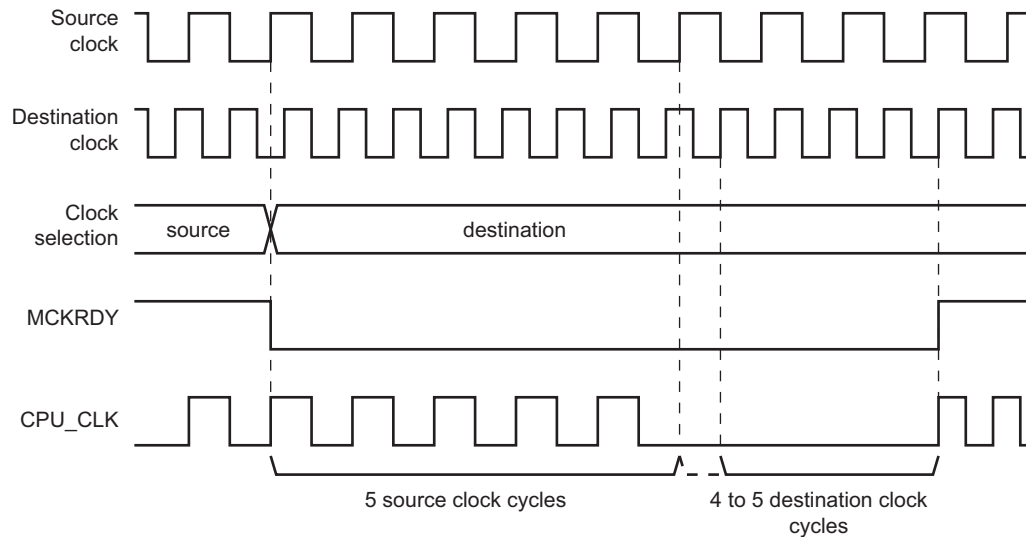 Source
clock
Destination
clock
Clock
selection
source
destination
MCKRDY
CPU_CLK
5 source clock cycles
4 to 5 destination clock
cycles